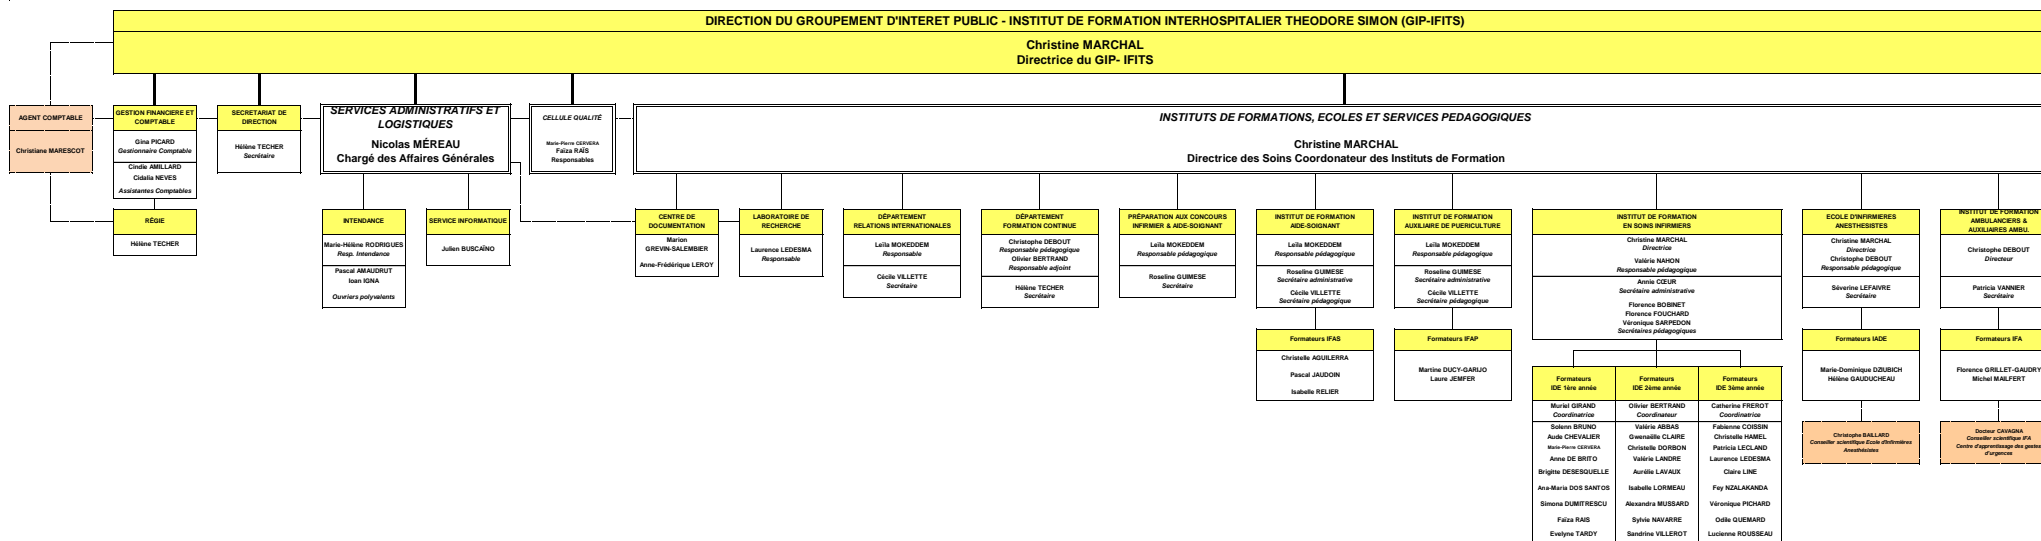 DIRECTION DU GROUPEMENT D'INTERET PUBLIC - INSTITUT DE FORMATION INTERHOSPITALIER THEODORE SIMON (GIP-IFITS)
Christine MARCHAL
Directrice du GIP- IFITS
AGENT COMPTABLE
Christiane MARESCOT
GESTION FINANCIERE ET
COMPTABLE
Gina PICARD
Gestionnaire Comptable
Cindie AMILLARD
Cidalia NEVES
Assistantes Comptables
RÉGIE
Hélène TECHER
SECRETARIAT DE
DIRECTION
Hélène TECHER
Secrétaire
SERVICES ADMINISTRATIFS ET
LOGISTIQUES
Nicolas MÉREAU
Chargé des Affaires Générales
INTENDANCE
Marie-Hélène RODRIGUES
Resp. Intendance
Pascal AMAUDRUT
Ioan IGNA
Ouvriers polyvalents
SERVICE INFORMATIQUE
Julien BUSCAÏNO
CELLULE QUALITÉ
Marie-Pierre CERVERA
Faïza RAÏS
Responsables
INSTITUTS DE FORMATIONS, ECOLES ET SERVICES PEDAGOGIQUES
Christine MARCHAL
Directrice des Soins Coordonateur des Instituts de Formation
CENTRE DE
DOCUMENTATION
Marion
GREVIN-SALEMBIER
Anne-Frédérique LEROY
LABORATOIRE DE
RECHERCHE
Laurence LEDESMA
Responsable
DÉPARTEMENT
RELATIONS INTERNATIONALES
Leïla MOKEDDEM
Responsable
Cécile VILLETTE
Secrétaire
DÉPARTEMENT
FORMATION CONTINUE
Christophe DEBOUT
Responsable pédagogique
Olivier BERTRAND
Responsable adjoint
Hélène TECHER
Secrétaire
PRÉPARATION AUX CONCOURS
INFIRMIER & AIDE-SOIGNANT
Leïla MOKEDDEM
Responsable pédagogique
Roseline GUIMESE
Secrétaire
INSTITUT DE FORMATION
AIDE-SOIGNANT
Leïla MOKEDDEM
Responsable pédagogique
Roseline GUIMESE
Secrétaire administrative
Cécile VILLETTE
Secrétaire pédagogique
Formateurs IFAS
Christelle AGUILERRA
Pascal JAUDOIN
Isabelle RELIER
INSTITUT DE FORMATION
AUXILIAIRE DE PUERICULTURE
Leïla MOKEDDEM
Responsable pédagogique
Roseline GUIMESE
Secrétaire administrative
Cécile VILLETTE
Secrétaire pédagogique
Formateurs IFAP
Martine DUCY-GARIJO
Laure JEMFER
INSTITUT DE FORMATION
EN SOINS INFIRMIERS
Christine MARCHAL
Directrice
Valérie NAHON
Responsable pédagogique
Annie CŒUR
Secrétaire administrative
Florence BOBINET
Florence FOUCHARD
Véronique SARPEDON
Secrétaires pédagogiques
Formateurs
IDE 1ère année
Muriel GIRAND
Coordinatrice
Solenn BRUNO
Aude CHEVALIER
Marie-Pierre CERVERA
Anne DE BRITO
Brigitte DESESQUELLE
Ana-Maria DOS SANTOS
Simona DUMITRESCU
Faïza RAIS
Evelyne TARDY
Formateurs
IDE 2ème année
Olivier BERTRAND
Coordinateur
Valérie ABBAS
Gwenaëlle CLAIRE
Christelle DORBON
Valérie LANDRE
Aurélie LAVAUX
Isabelle LORMEAU
Alexandra MUSSARD
Sylvie NAVARRE
Sandrine VILLEROT
Formateurs
IDE 3ème année
Catherine FREROT
Coordinatrice
Fabienne COISSIN
Christelle HAMEL
Patricia LECLAND
Laurence LEDESMA
Claire LINE
Fey NZALAKANDA
Véronique PICHARD
Odile QUEMARD
Lucienne ROUSSEAU
ECOLE D'INFIRMIERES
ANESTHESISTES
Christine MARCHAL
Directrice
Christophe DEBOUT
Responsable pédagogique
Séverine LEFAIVRE
Secrétaire
Formateurs IADE
Marie-Dominique DZIUBICH
Hélène GAUDUCHEAU
Christophe BAILLARD
Conseiller scientifique Ecole d'Infirmières
Anesthésistes
INSTITUT DE FORMATION
AMBULANCIERS &
AUXILIAIRES AMBU.
Christophe DEBOUT
Directeur
Patricia VANNIER
Secrétaire
Formateurs IFA
Florence GRILLET-GAUDRY
Michel MAILFERT
Docteur CAVAGNA
Conseiller scientifique IFA
Centre d'apprentissage des gestes
d'urgences